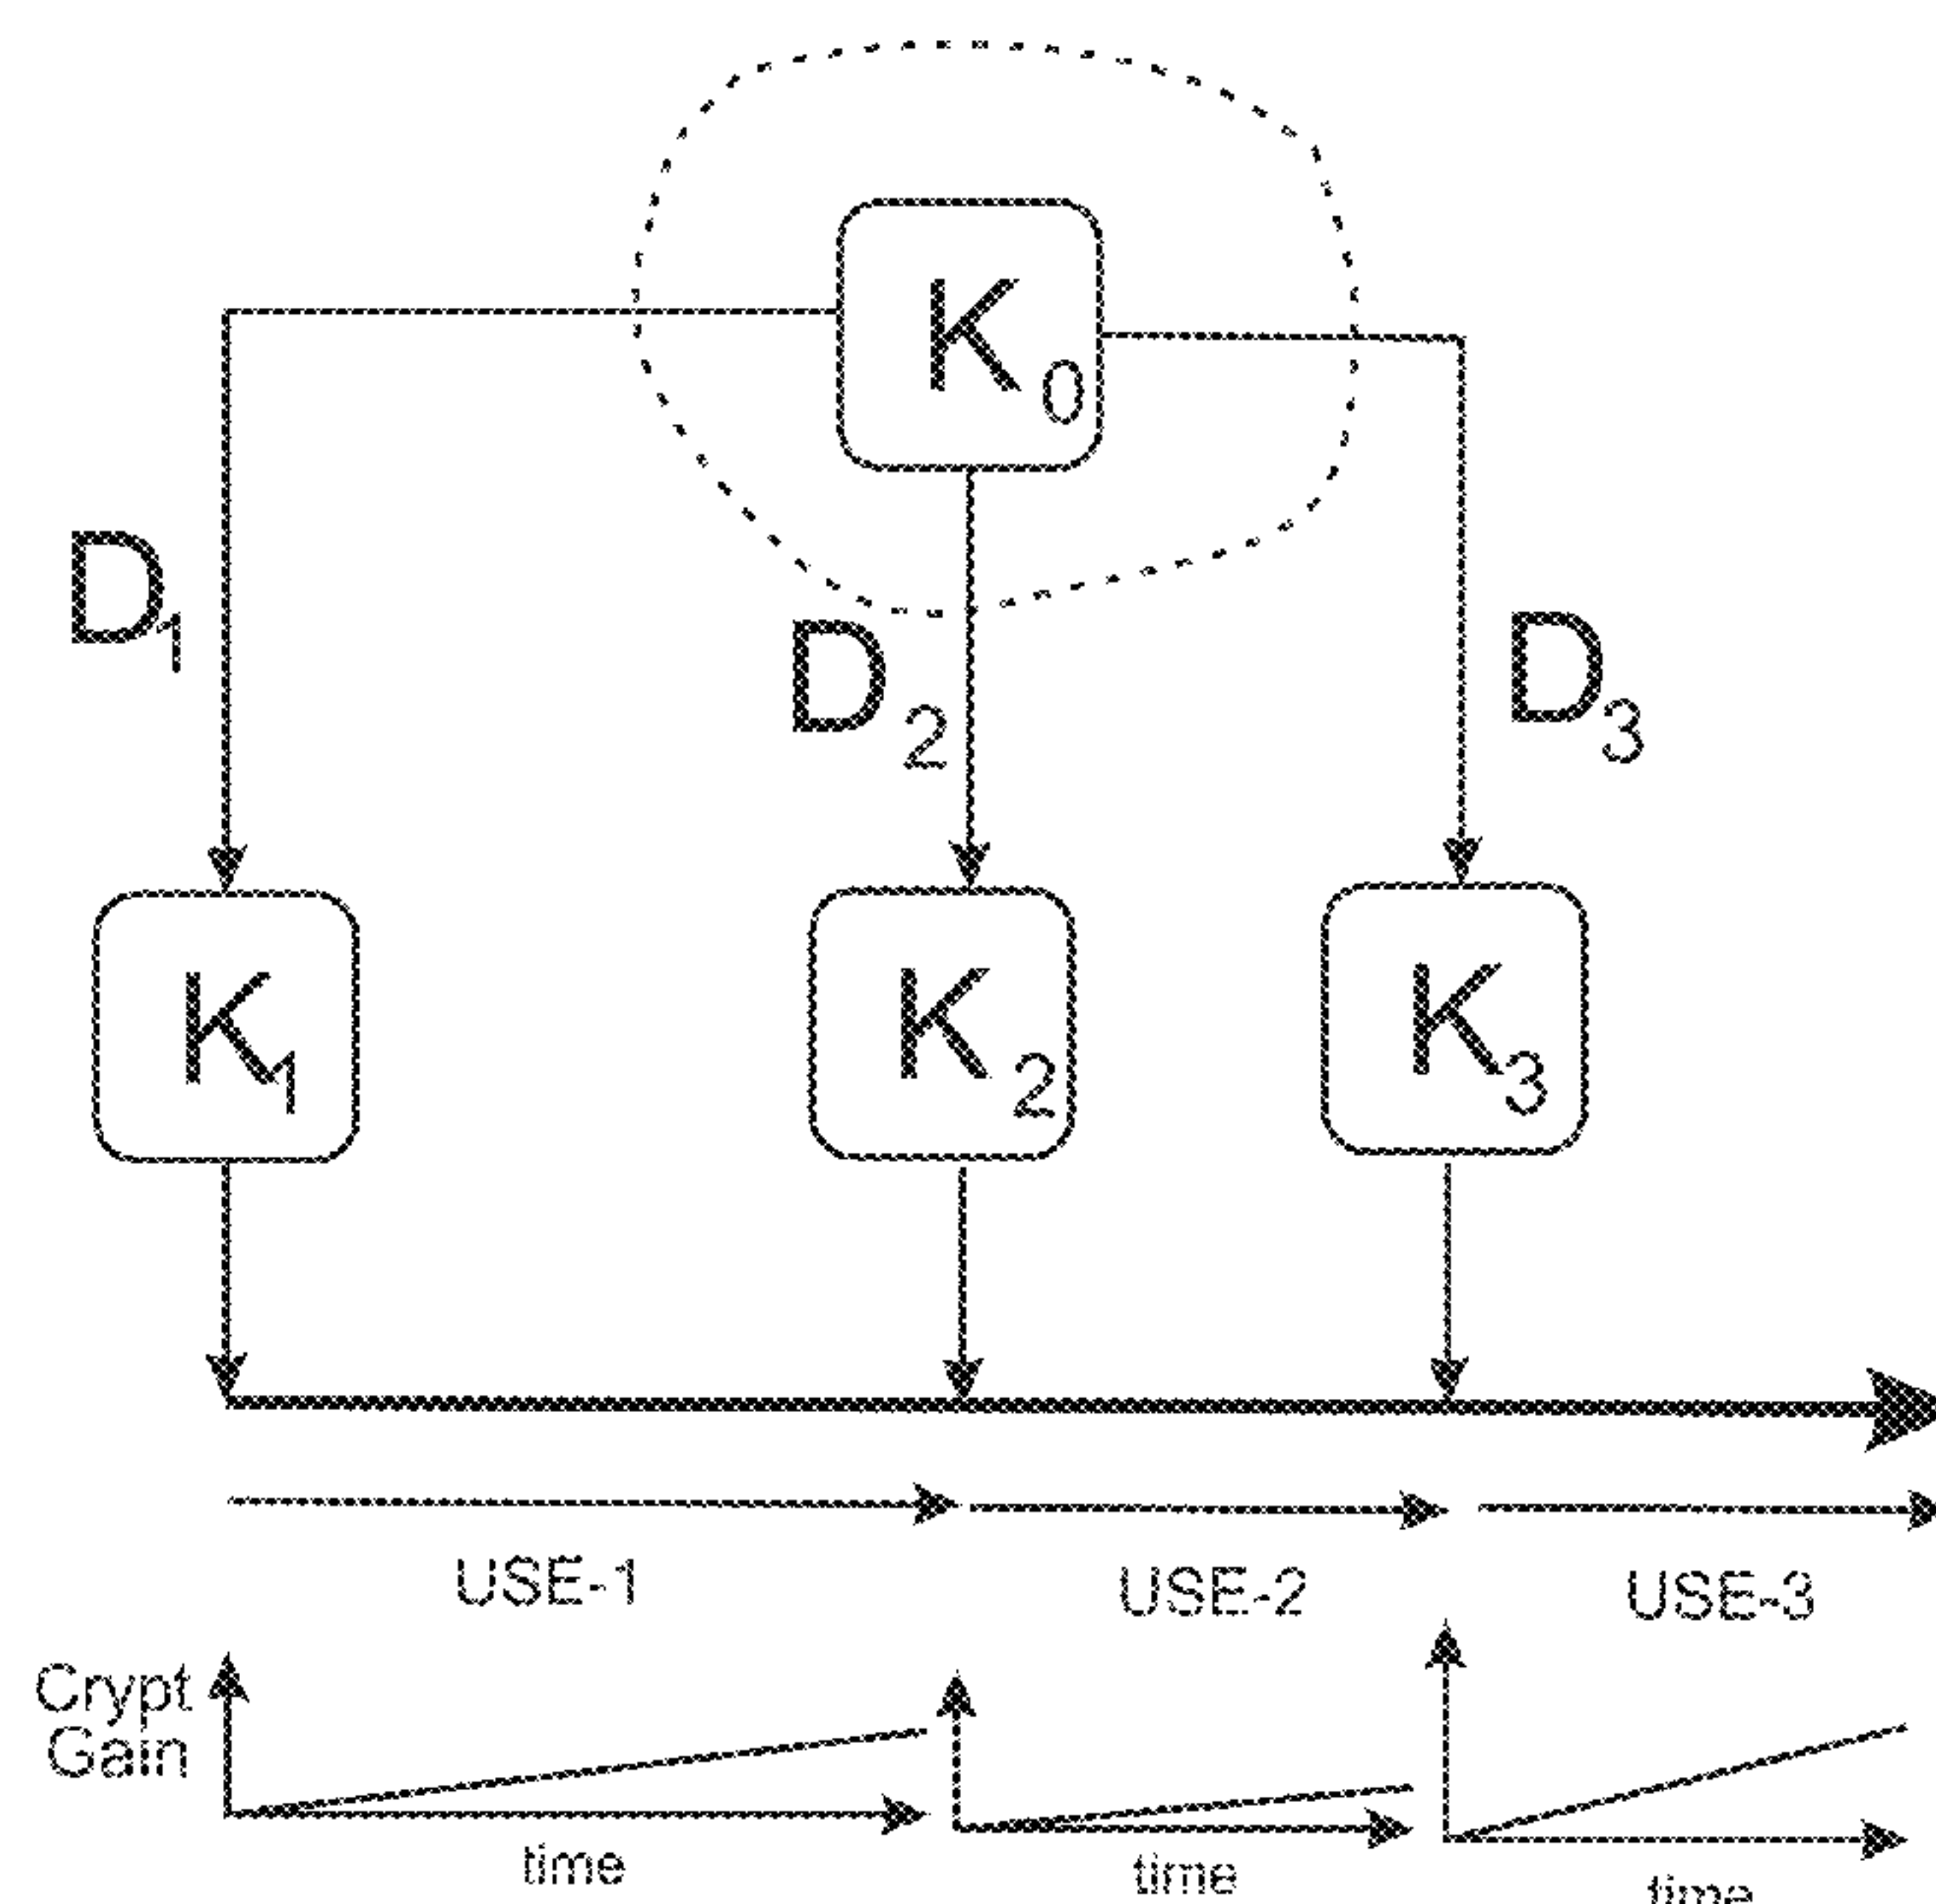 K0
D1
D2
D3
K1
K2
K3
USE-1
USE-2
USE-3
Crypt
Gain
time
time
time